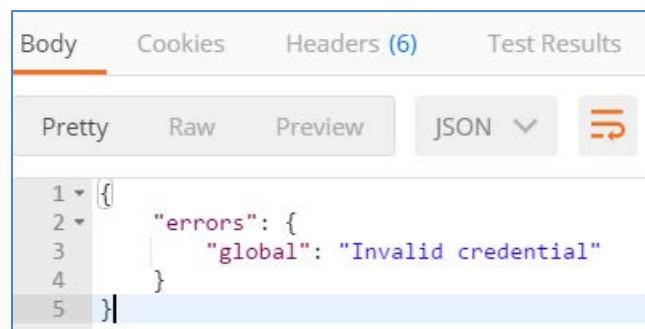 Body Cookies Headers (6) Test Results
Pretty Raw Preview JSON
1 {
2 "errors": {
3 "global": "Invalid credential"
4 }
5 }